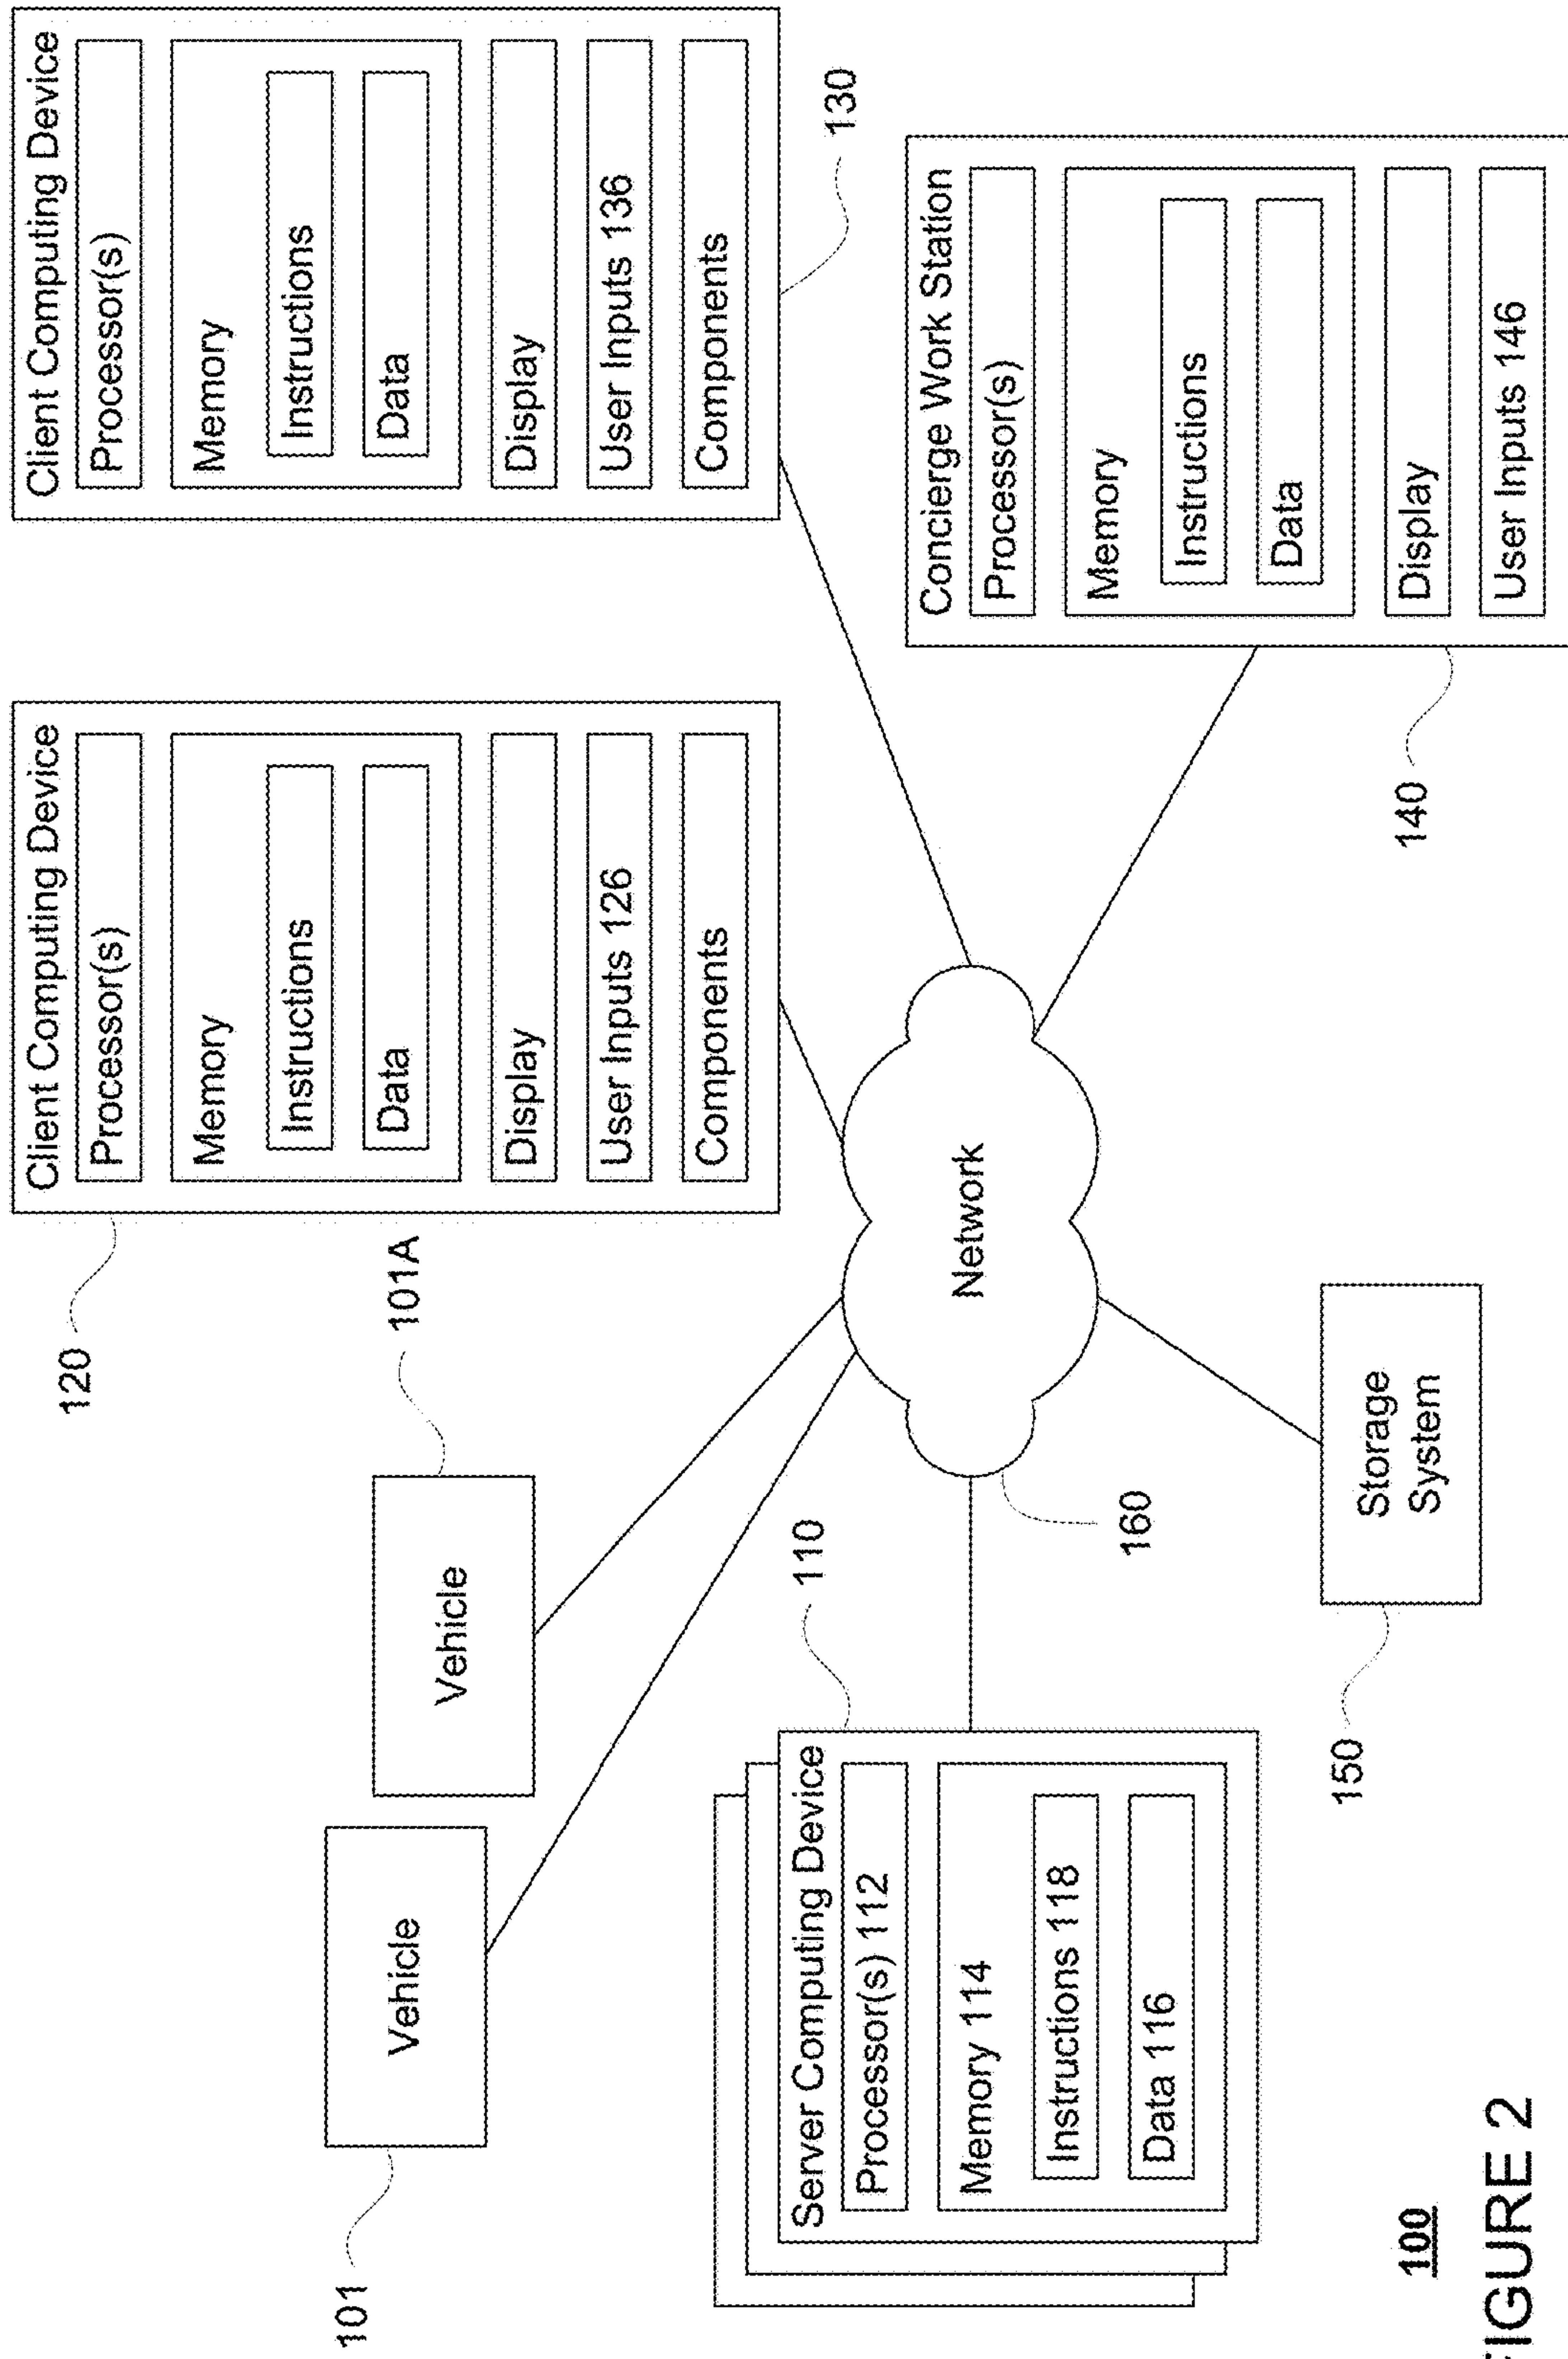 101
Vehicle
Vehicle
101A
120
Client Computing Device
Processor(s)
Memory
Instructions
Data
Display
User Inputs 126
Components
Client Computing Device
Processor(s)
Memory
Instructions
Data
Display
User Inputs 136
Components
130
Server Computing Device
Processor(s) 112
Memory 114
Instructions 118
Data 116
110
Network
160
Concierge Work Station
Processor(s)
Memory
Instructions
Data
Display
User Inputs 146
140
150
Storage
System
100
FIGURE 2